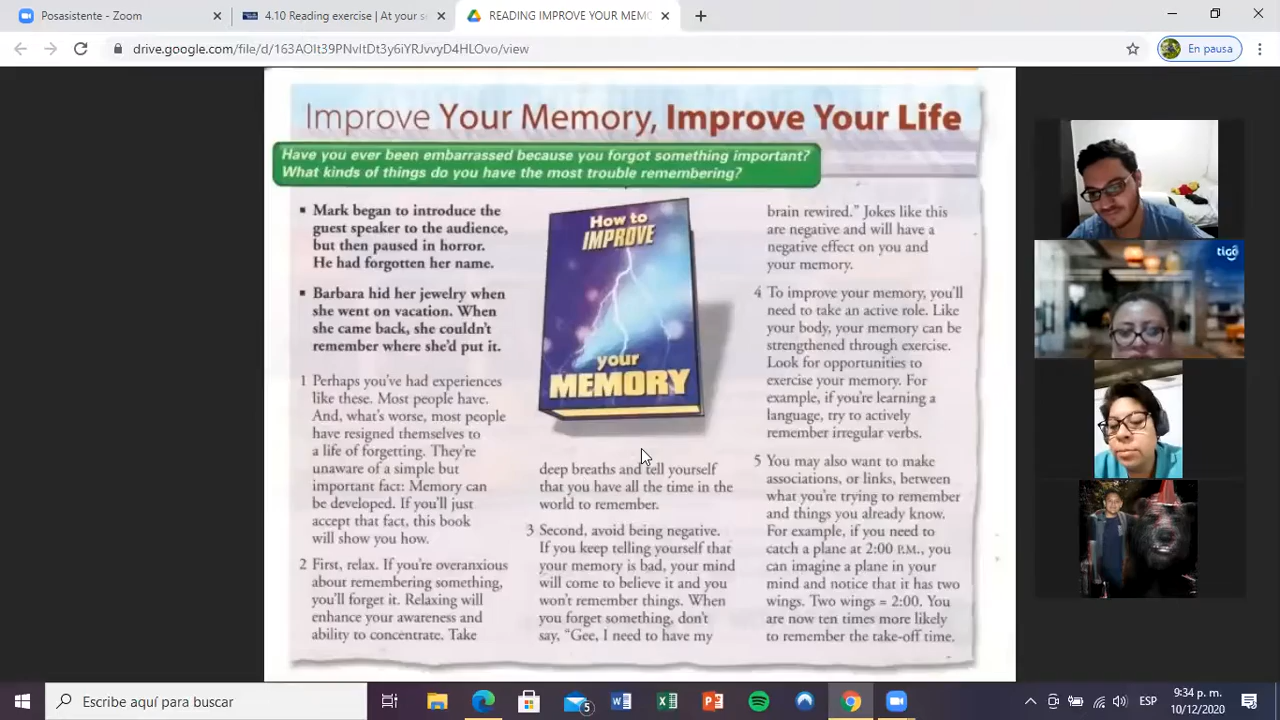 Posasistente - Zoom
4.10 Reading exercise | At your s
READING IMPROVE YOUR MEMO
drive.google.com/file/d/163AOIt39PNvItDt3y6iYRJvvyD4HLOvo/view
En pausa
Improve Your Memory, Improve Your Life
Have you ever been embarrassed because you forgot something important?
What kinds of things do you have the most trouble remembering?
▪ Mark began to introduce the
guest speaker to the audience,
but then paused in horror.
He had forgotten her name.
▪ Barbara hid her jewelry when
she went on vacation. When
she came back, she couldn't
remember where she'd put it.
1 Perhaps you've had experiences
like these. Most people have.
And, what's worse, most people
have resigned themselves to
a life of forgetting. They're
unaware of a simple but
important fact: Memory can
be developed. If you'll just
accept that fact, this book
will show you how.
2 First, relax. If you're overanxious
about remembering something,
you'll forget it. Relaxing will
enhance your awareness and
ability to concentrate. Take
How to
IMPROVE
your
MEMORY
deep breaths and tell yourself
that you have all the time in the
world to remember.
3 Second, avoid being negative.
If you keep telling yourself that
your memory is bad, your mind
will come to believe it and you
won't remember things. When
you forget something, don't
say, "Gee, I need to have my
brain rewired." Jokes like this
are negative and will have a
negative effect on you and
your memory.
4 To improve your memory, you'll
need to take an active role. Like
your body, your memory can be
strengthened through exercise.
Look for opportunities to
exercise your memory. For
example, if you're learning a
language, try to actively
remember irregular verbs.
5 You may also want to make
associations, or links, between
what you're trying to remember
and things you already know.
For example, if you need to
catch a plane at 2:00 P.M., you
can imagine a plane in your
mind and notice that it has two
wings. Two wings = 2:00. You
are now ten times more likely
to remember the take-off time.
tigo
Escribe aquí para buscar
5
ESP
9:34 p. m.
10/12/2020